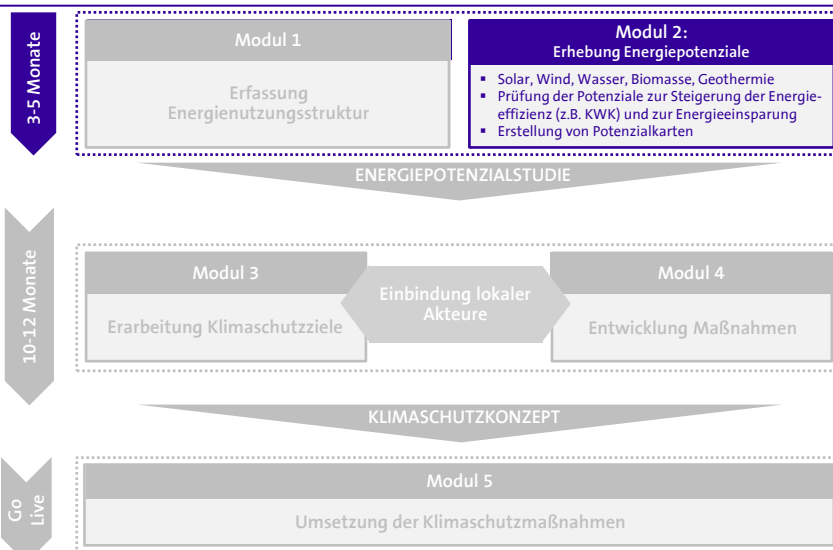 3-5 Monate
Modul 1
Erfassung
Energienutzungsstruktur
Modul 2:
Erhebung Energiepotenziale
▪ Solar, Wind, Wasser, Biomasse, Geothermie
▪ Prüfung der Potenziale zur Steigerung der Energie-
effizienz (z.B. KWK) und zur Energieeinsparung
▪ Erstellung von Potenzialkarten
ENERGIEPOTENZIALSTUDIE
10-12 Monate
Modul 3
Erarbeitung Klimaschutzziele
Einbindung lokaler
Akteure
Modul 4
Entwicklung Maßnahmen
KLIMASCHUTZKONZEPT
Go
Live
Modul 5
Umsetzung der Klimaschutzmaßnahmen